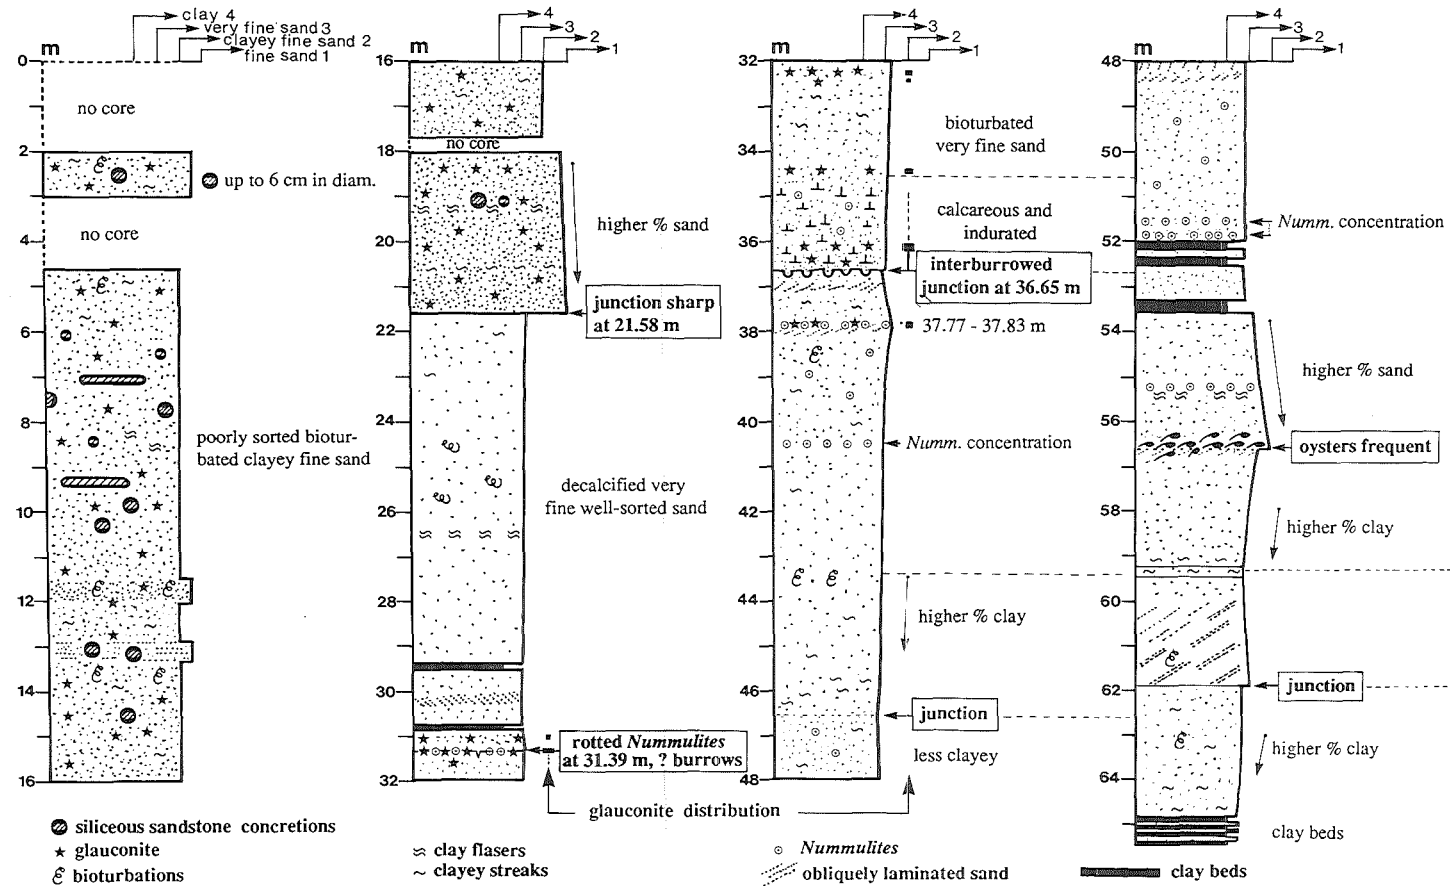 clay 4
very fine sand 3
clayey fine sand 2
fine sand 1
m
0
no core
2
up to 6 cm in diam.
no core
4
6
8
poorly sorted biotur-
bated clayey fine sand
10
12
14
16
4
3
2
1
m
16
18
no core
higher % sand
20
junction sharp
at 21.58 m
22
24
decalcified very
fine well-sorted sand
26
28
30
rotted Nummulites
at 31.39 m, ? burrows
32
glauconite distribution
4
3
2
1
m
32
bioturbated
very fine sand
34
calcareous and
indurated
36
interburrowed
junction at 36.65 m
38
37.77 - 37.83 m
40
Numm. concentration
42
44
higher % clay
46
junction
less clayey
48
4
3
2
1
m
48
50
Numm. concentration
52
54
higher % sand
56
oysters frequent
58
higher % clay
60
62
junction
higher % clay
64
clay beds
siliceous sandstone concretions
glauconite
bioturbations
clay flasers
clayey streaks
Nummulites
obliquely laminated sand
clay beds